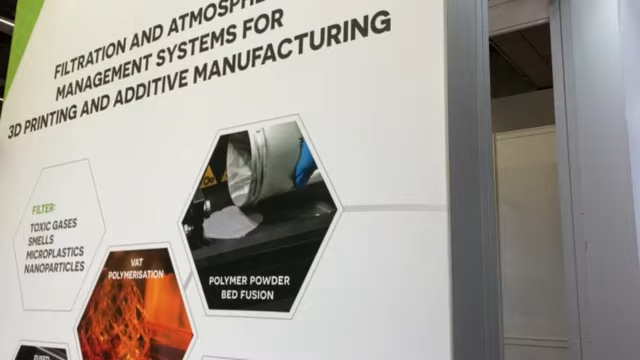 FILTRATION AND
MANAGEMENT SYSTEMS FOR
3D PRINTING AND ADDITIVE MANUFACTURING
FILTER:
TOXIC GASES
SMELLS
MICROPLASTICS
NANOPARTICLES
VAT
POLYMERISATION
POLYMER POWDER
BED FUSION
FUSED